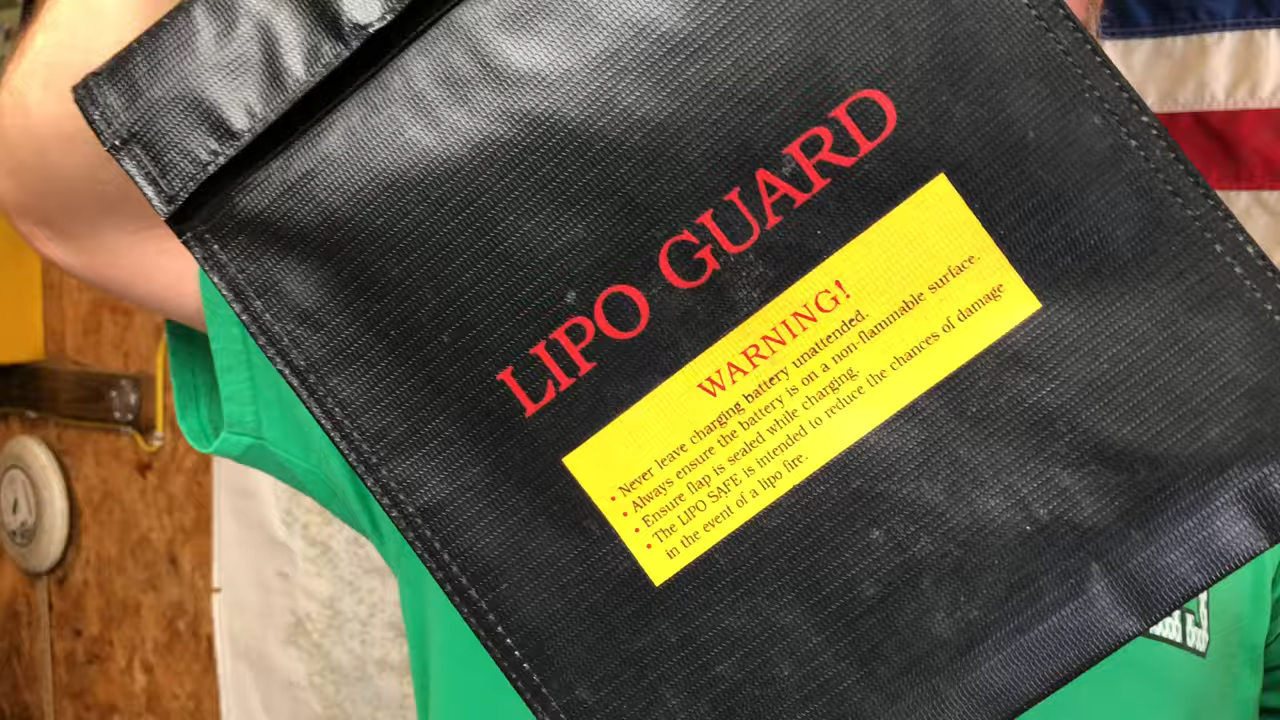 LIPO GUARD
WARNING!
• Never leave charging battery unattended.
• Always ensure the battery is on a non-flammable surface.
• Ensure flap is sealed while charging.
• The LIPO SAFE is intended to reduce the chances of damage
in the event of a lipo fire.